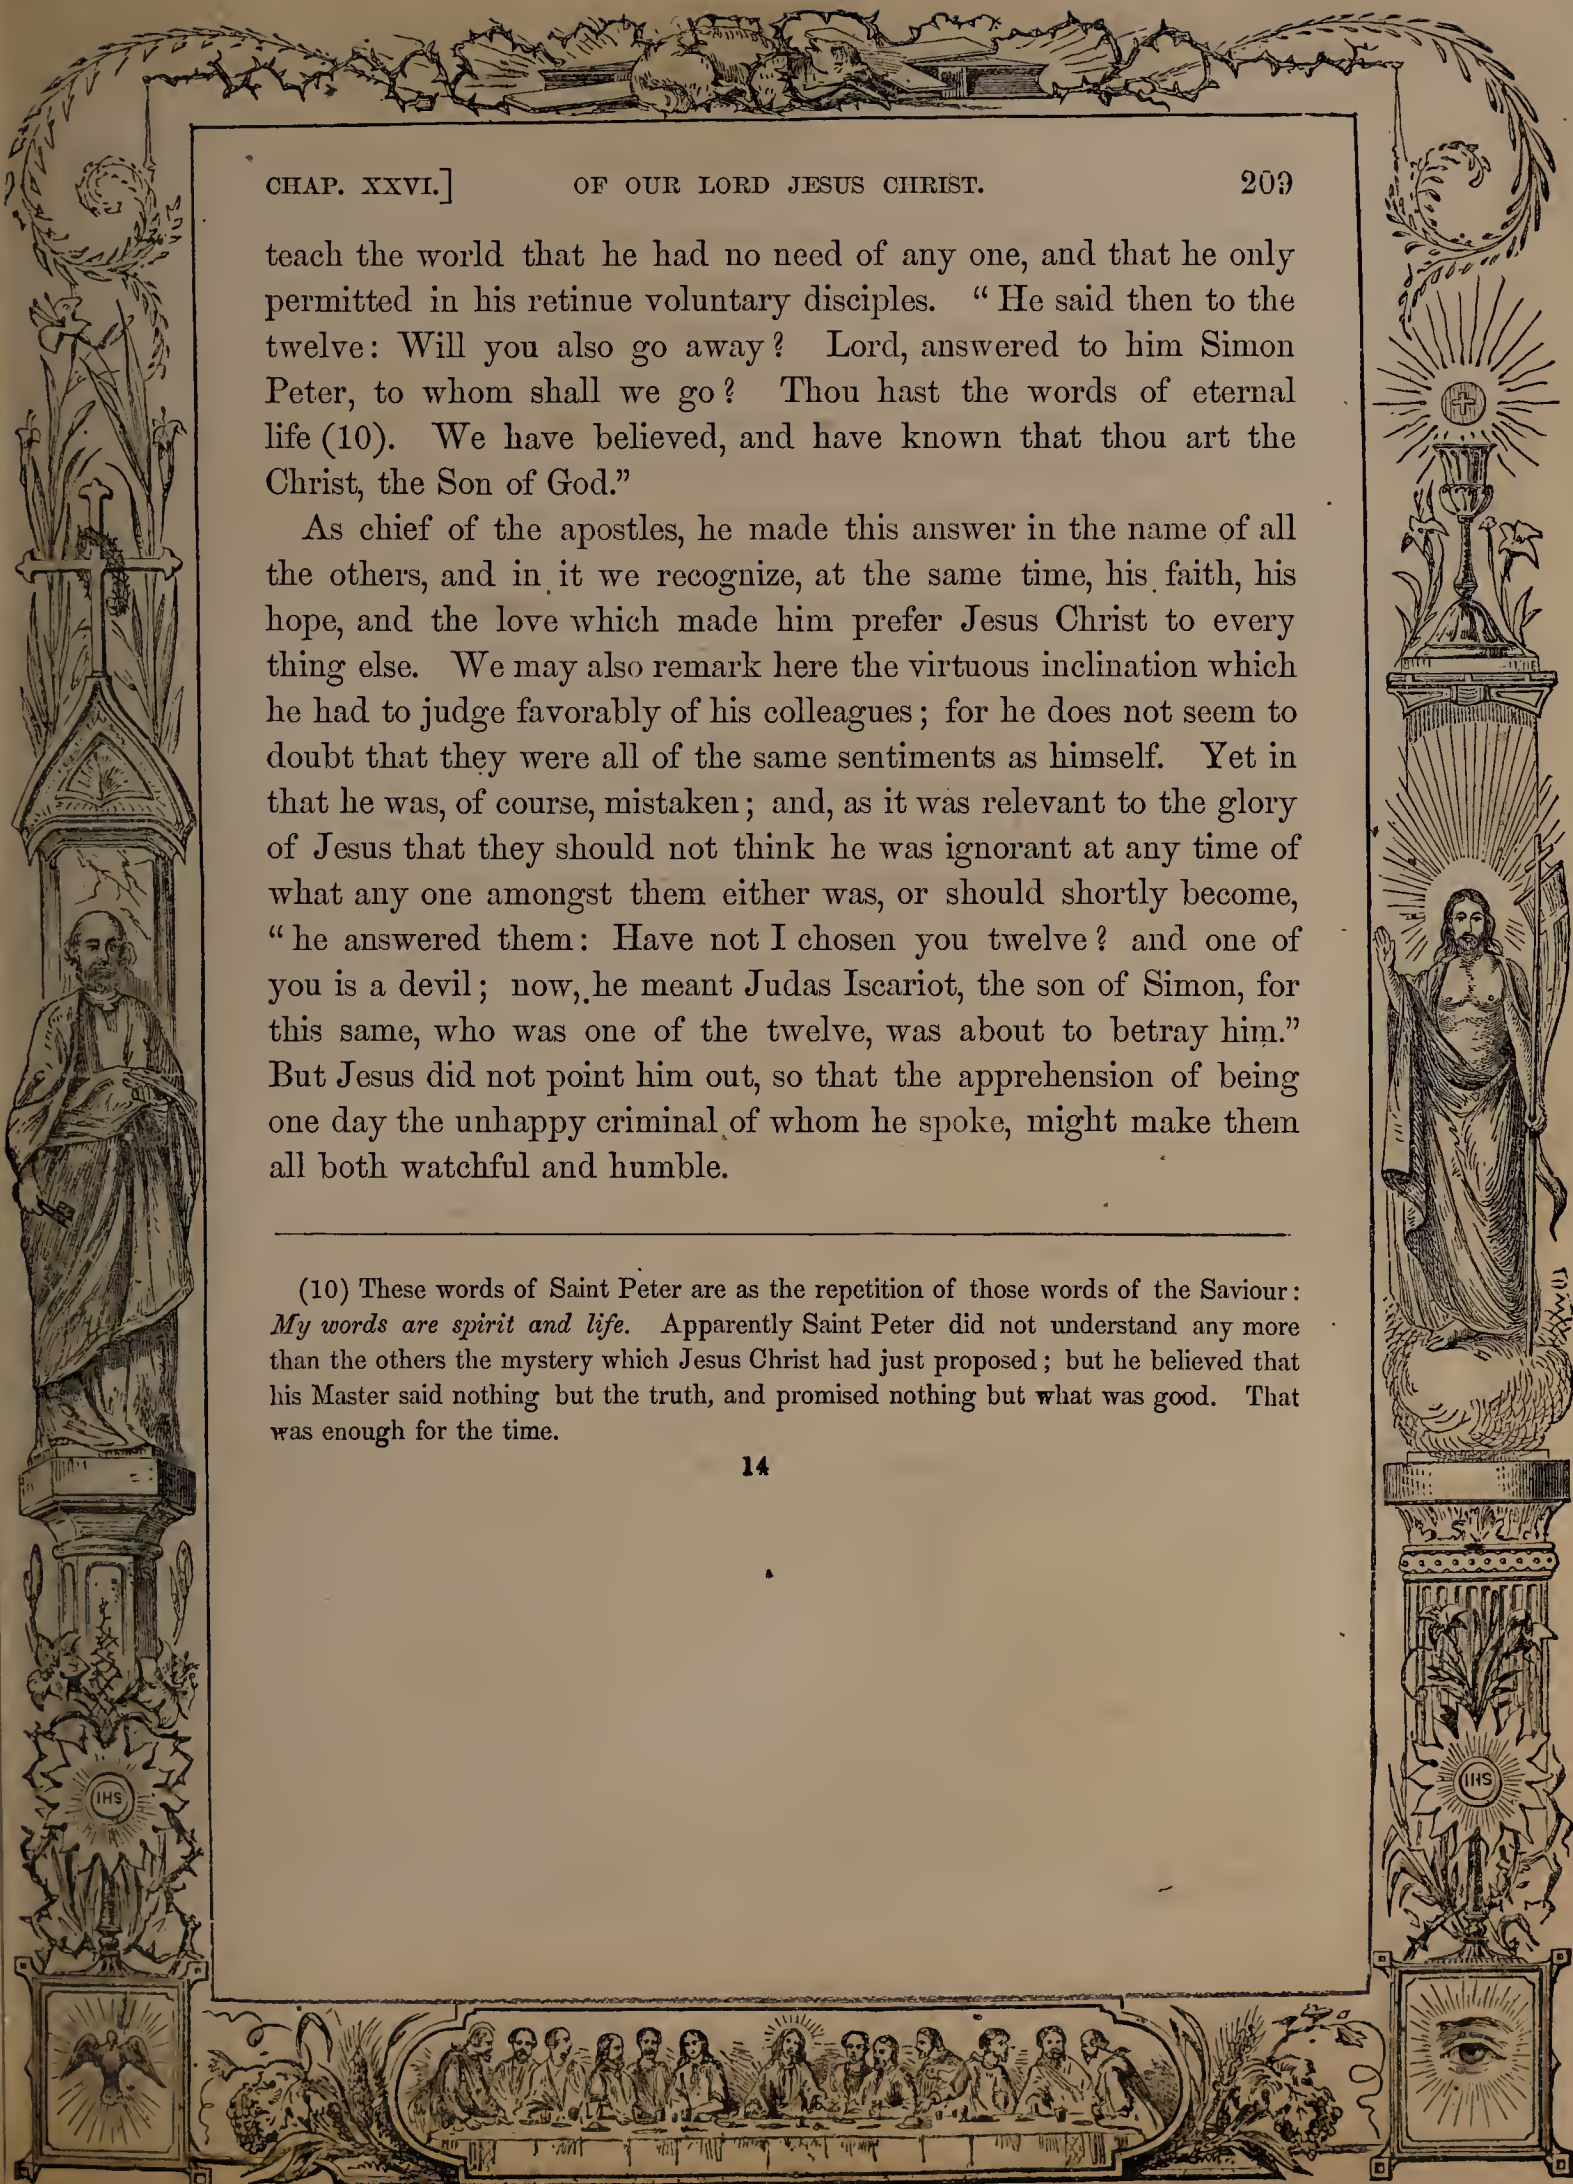 CHAP. XXVI.] OF OUR LORD JESUS CHRIST. 209
teach the world that he had no need of any one, and that he only
permitted in his retinue voluntary disciples. “ He said then to the
twelve: Will you also go away? Lord, answered to him Simon
Peter, to whom shall we go? Thou hast the words of eternal
life (10). We have believed, and have known that thou art the
Christ, the Son of God.”
As chief of the apostles, he made this answer in the name of all
the others, and in it we recognize, at the same time, his faith, his
hope, and the love which made him prefer Jesus Christ to every
thing else. We may also remark here the virtuous inclination which
he had to judge favorably of his colleagues; for he does not seem to
doubt that they were all of the same sentiments as himself. Yet in
that he was, of course, mistaken; and, as it was relevant to the glory
of Jesus that they should not think he was ignorant at any time of
what any one amongst them either was, or should shortly become,
“ he answered them: Have not I chosen you twelve? and one of
you is a devil; now, he meant Judas Iscariot, the son of Simon, for
this same, who was one of the twelve, was about to betray him.”
But Jesus did not point him out, so that the apprehension of being
one day the unhappy criminal of whom he spoke, might make them
all both watchful and humble.
(10) These words of Saint Peter are as the repetition of those words of the Saviour:
My words are spirit and life. Apparently Saint Peter did not understand any more
than the others the mystery which Jesus Christ had just proposed; but he believed that
his Master said nothing but the truth, and promised nothing but what was good. That
was enough for the time.
14
IHS
IHS